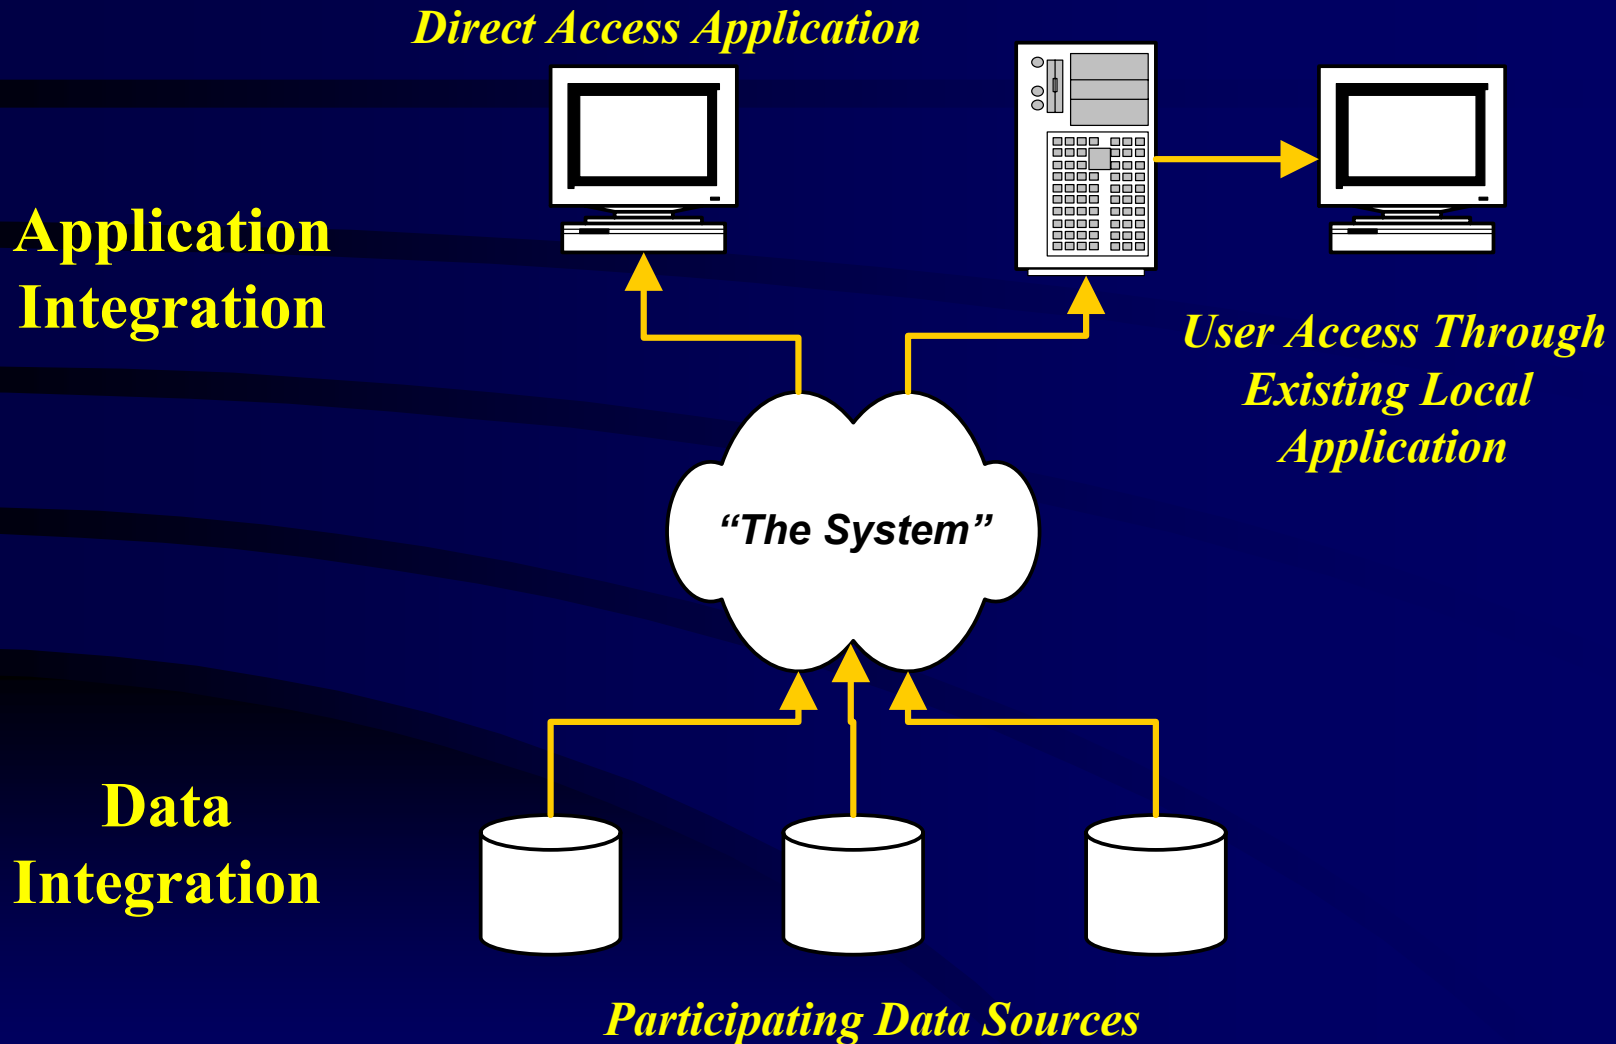 Direct Access Application
Application
Integration
User Access Through
Existing Local
Application
“The System”
Data
Integration
Participating Data Sources